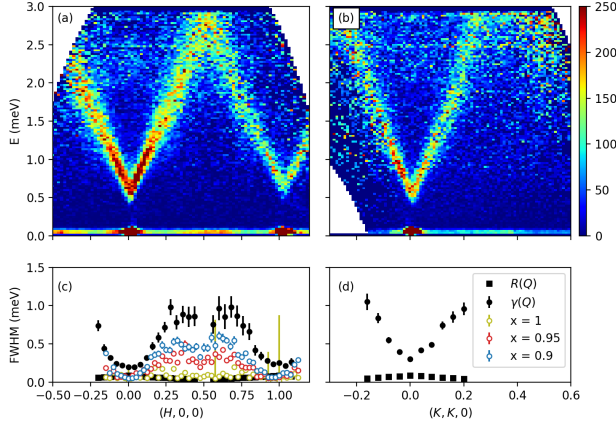 3.0
2.5
2.0
1.5
1.0
0.5
0.0
E (meV)
(a)
(b)
250
200
150
100
50
0
1.5
1.0
0.5
0.0
FWHM (meV)
(c)
(d)
R(Q)
γ(Q)
x = 1
x = 0.95
x = 0.9
−0.50 −0.25 0.00 0.25 0.50 0.75 1.00
(H, 0, 0)
−0.2 0.0 0.2 0.4 0.6
(K, K, 0)